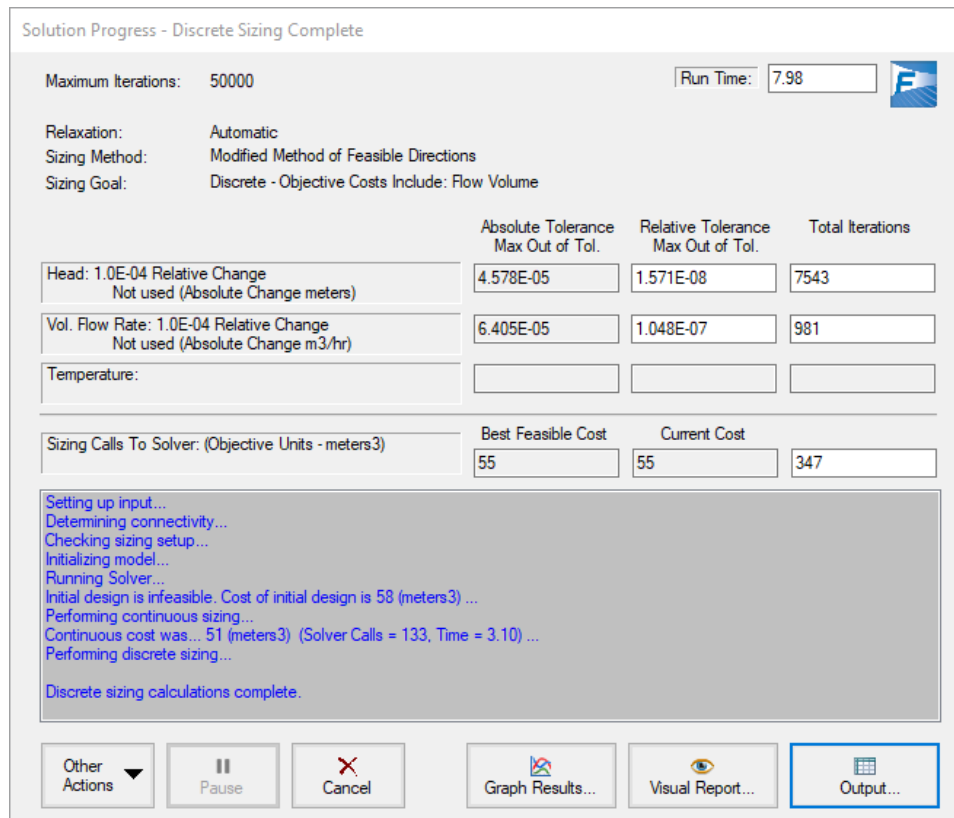 Solution Progress - Discrete Sizing Complete
Maximum Iterations: 50000 Run Time: 7.98
Relaxation: Automatic
Sizing Method: Modified Method of Feasible Directions
Sizing Goal: Discrete - Objective Costs Include: Flow Volume
Absolute Tolerance Relative Tolerance Total Iterations
Max Out of Tol. Max Out of Tol.
Head: 1.0E-04 Relative Change
4.578E-05 1.571E-08 7543
Not used (Absolute Change meters)
Vol. Flow Rate: 1.0E-04 Relative Change
6.405E-05 1.048E-07 981
Not used (Absolute Change m3/hr)
Temperature:
Best Feasible Cost Current Cost
Sizing Calls To Solver: (Objective Units - meters3)
55 55 347
Setting up input...
Determining connectivity...
Checking sizing setup...
Initializing model...
Running Solver...
Initial design is infeasible. Cost of initial design is 58 (meters3) ...
Performing continuous sizing...
Continuous cost was... 51 (meters3) (Solver Calls = 133, Time = 3.10) ...
Performing discrete sizing...
Discrete sizing calculations complete.
Other Actions Pause Cancel Graph Results... Visual Report... Output...